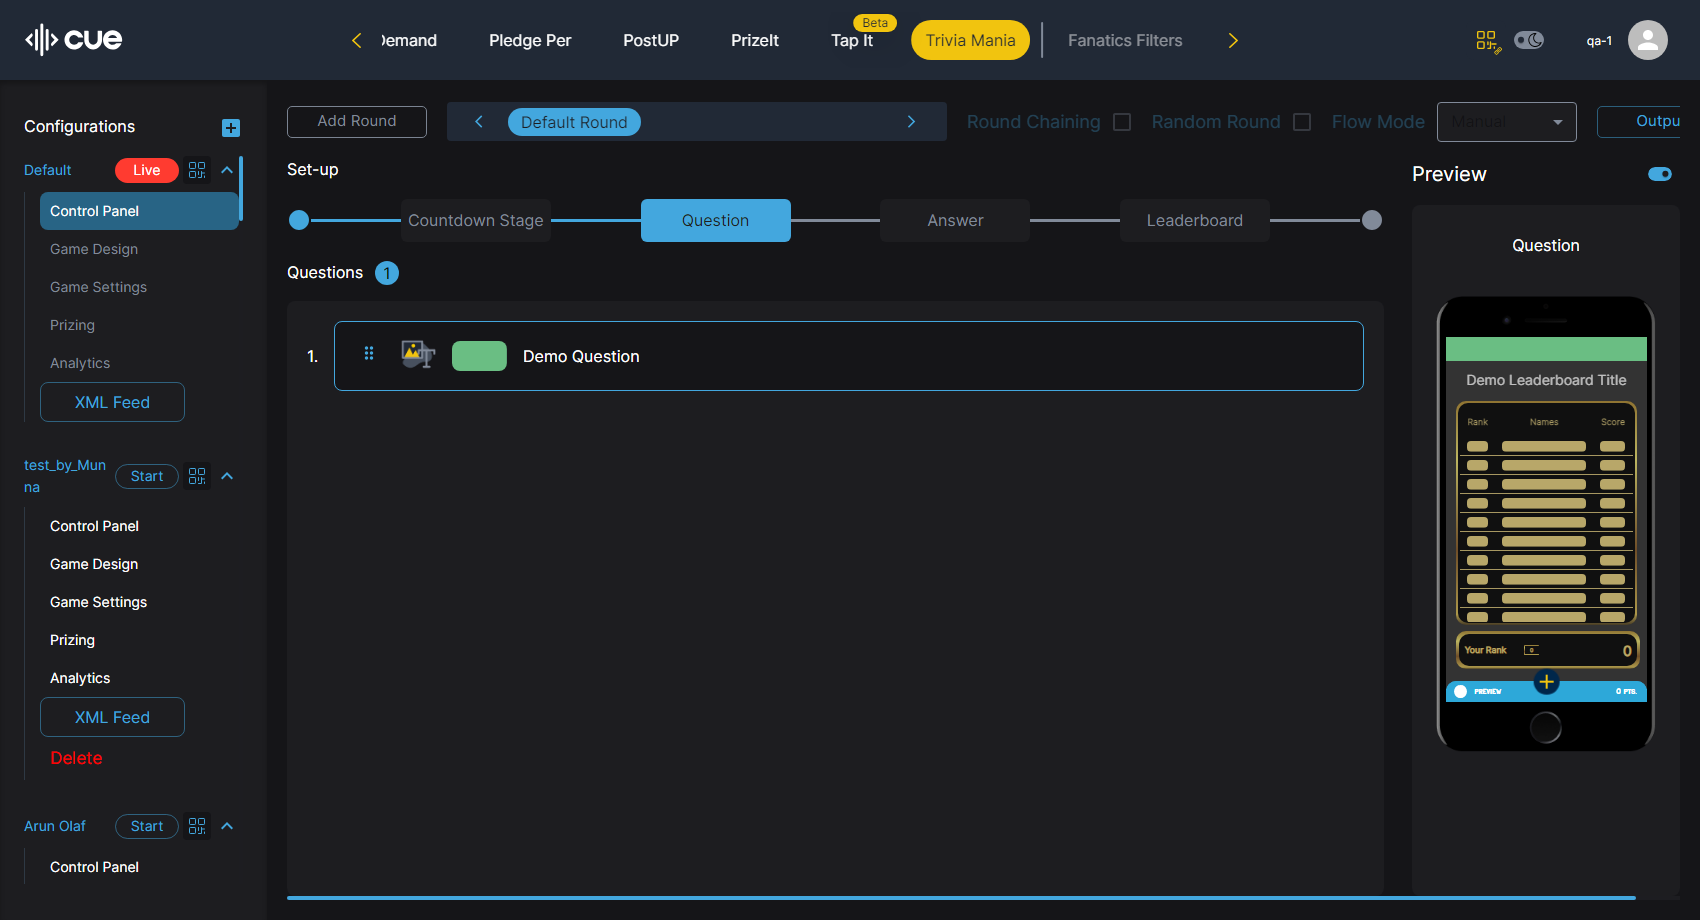 cue
Demand
Pledge Per
PostUP
PrizeIt
Tap It
Beta
Trivia Mania
Fanatics Filters
qa-1
Configurations
Default
Live
Control Panel
Game Design
Game Settings
Prizing
Analytics
XML Feed
test_by_Mun
na
Start
Control Panel
Game Design
Game Settings
Prizing
Analytics
XML Feed
Delete
Arun Olaf
Start
Control Panel
Add Round
Default Round
Round Chaining
Random Round
Flow Mode
Manual
Outpu
Set-up
Countdown Stage
Question
Answer
Leaderboard
Questions
1
1.
Demo Question
Preview
Question
Demo Leaderboard Title
Rank Names Score
Your Rank 0 0
PREVIEW 0 PTS.